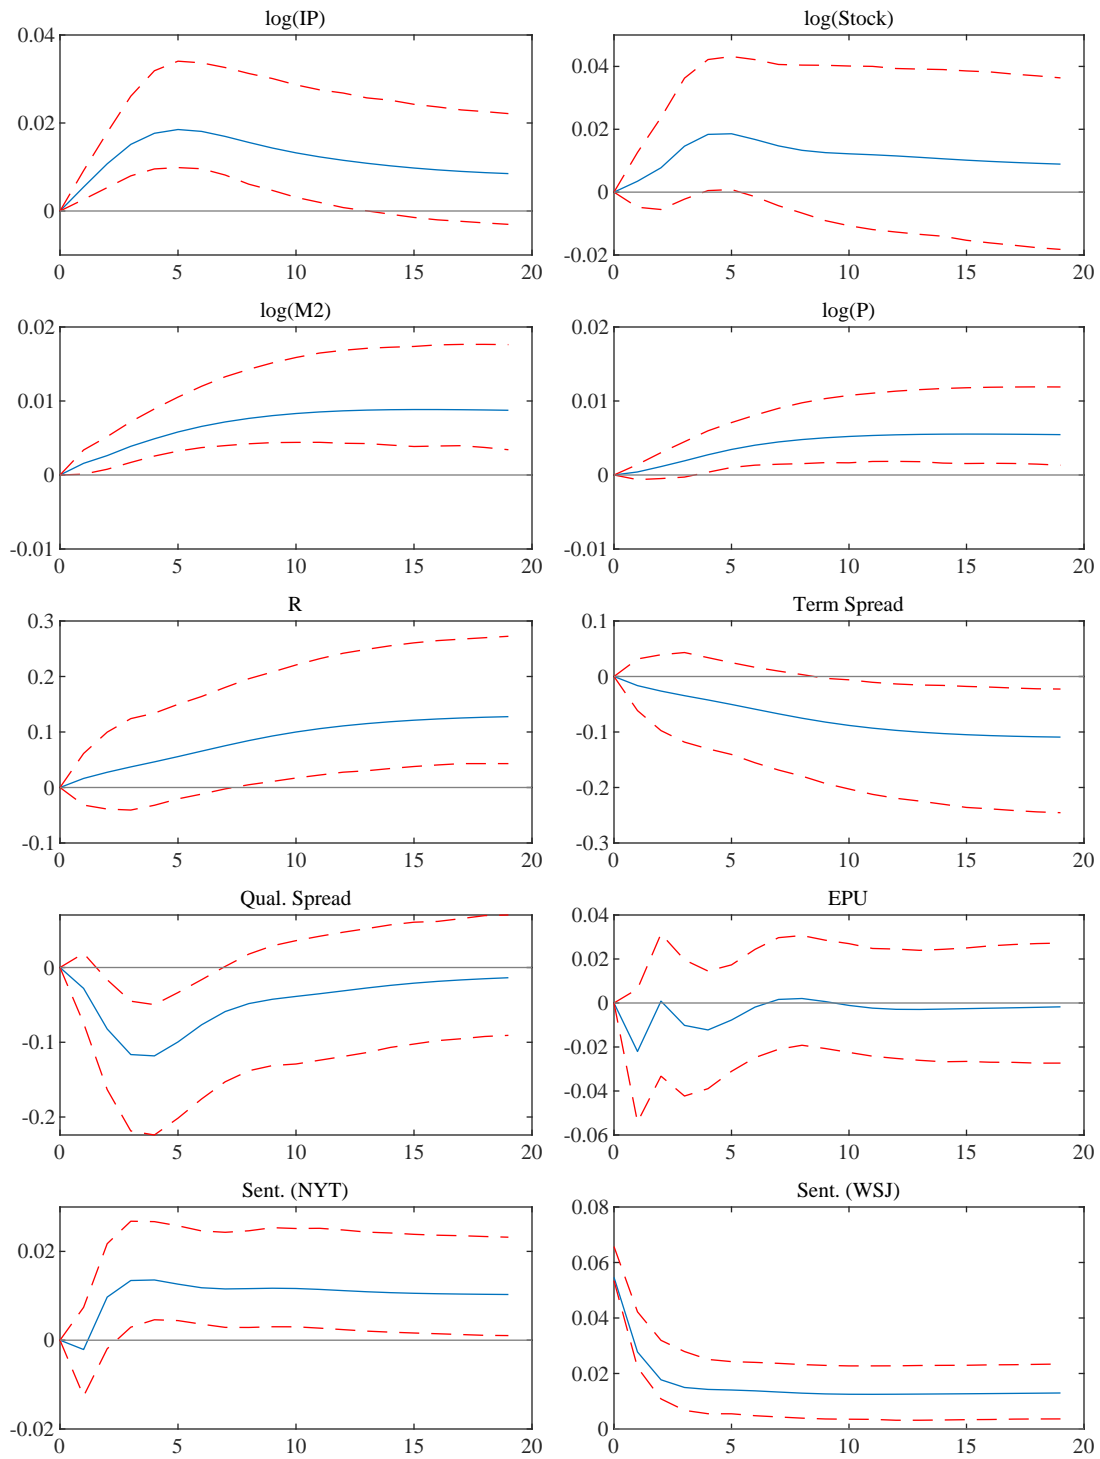 log(IP)
0.04
0.02
0
0 5 10 15 20
log(Stock)
0.04
0.02
0
-0.02
0 5 10 15 20
log(M2)
0.02
0.01
0
-0.01
0 5 10 15 20
log(P)
0.02
0.01
0
-0.01
0 5 10 15 20
R
0.3
0.2
0.1
0
-0.1
0 5 10 15 20
Term Spread
0.1
0
-0.1
-0.2
-0.3
0 5 10 15 20
Qual. Spread
0
-0.1
-0.2
0 5 10 15 20
EPU
0.04
0.02
0
-0.02
-0.04
-0.06
0 5 10 15 20
Sent. (NYT)
0.02
0
-0.02
0 5 10 15 20
Sent. (WSJ)
0.08
0.06
0.04
0.02
0
0 5 10 15 20